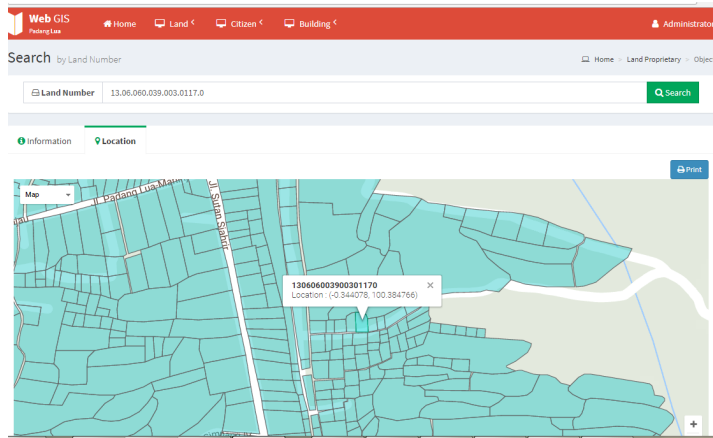 Web GIS
Padang Lua
Home
Land
Citizen
Building
Administrator
Search by Land Number
Home > Land Proprietary > Objec
Land Number
13.06.060.039.003.0117.0
Search
Information
Location
Print
Map
Jl. Padang Lua-Ma
Jl. Sutan Sjahrir
130606003900301170 ×
Location : (-0.344078, 100.384766)
+